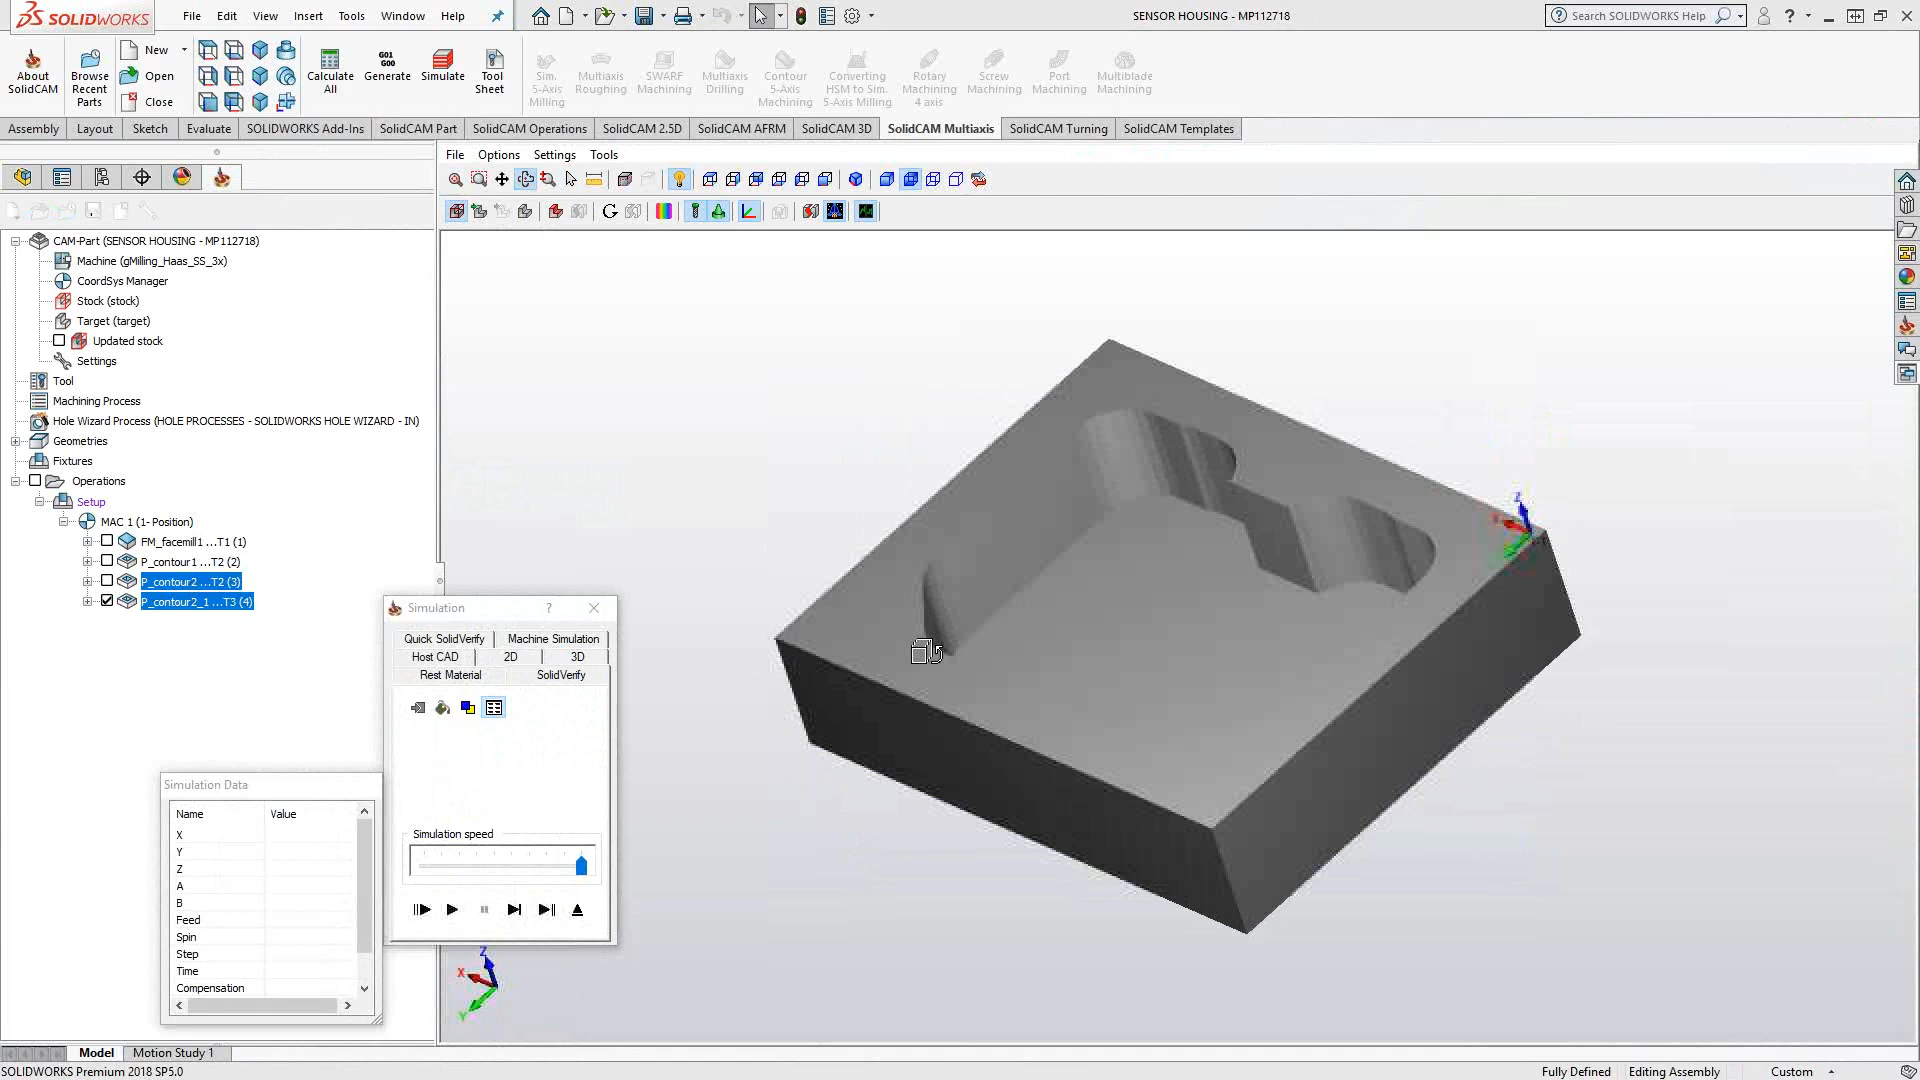 SOLIDWORKS
File Edit View Insert Tools Window Help
SENSOR HOUSING - MP112718
Search SOLIDWORKS Help
About SolidCAM
Browse Recent Parts
New
Open
Close
Calculate All
G01 G00
Generate
Simulate
Tool Sheet
Sim. 5-Axis Milling
Multiaxis Roughing
SWARF Machining
Multiaxis Drilling
Contour 5-Axis Machining
Converting HSM to Sim. 5-Axis Milling
Rotary Machining 4 axis
Screw Machining
Port Machining
Multiblade Machining
Assembly Layout Sketch Evaluate SOLIDWORKS Add-Ins SolidCAM Part SolidCAM Operations SolidCAM 2.5D SolidCAM AFRM SolidCAM 3D SolidCAM Multiaxis SolidCAM Turning SolidCAM Templates
File Options Settings Tools
CAM-Part (SENSOR HOUSING - MP112718)
Machine (gMilling_Haas_SS_3x)
CoordSys Manager
Stock (stock)
Target (target)
Updated stock
Settings
Tool
Machining Process
Hole Wizard Process (HOLE PROCESSES - SOLIDWORKS HOLE WIZARD - IN)
Geometries
Fixtures
Operations
Setup
MAC 1 (1- Position)
FM_facemill1 ...T1 (1)
P_contour1 ...T2 (2)
P_contour2 ...T2 (3)
P_contour2_1 ...T3 (4)
Simulation ?
Quick SolidVerify Machine Simulation
Host CAD 2D 3D
Rest Material SolidVerify
Simulation speed
Simulation Data
Name Value
X
Y
Z
A
B
Feed
Spin
Step
Time
Compensation
Z
X
Y
Z
X
Model Motion Study 1
SOLIDWORKS Premium 2018 SP5.0
Fully Defined Editing Assembly Custom